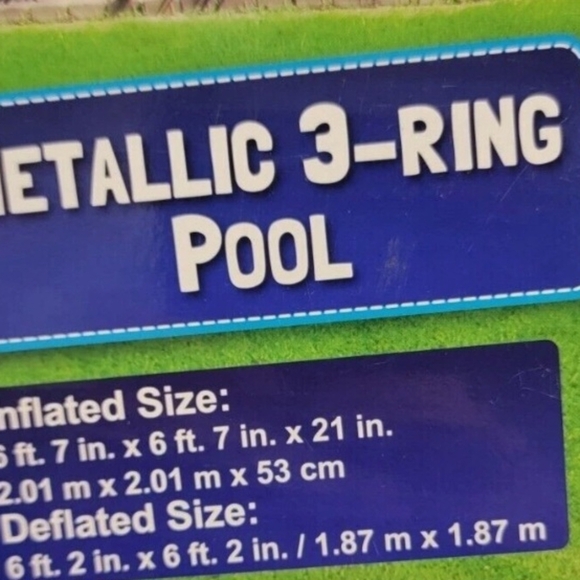 ETALLIC 3-RING
POOL
nflated Size:
6 ft. 7 in. x 6 ft. 7 in. x 21 in.
2.01 m x 2.01 m x 53 cm
Deflated Size:
6 ft. 2 in. x 6 ft. 2 in. / 1.87 m x 1.87 m